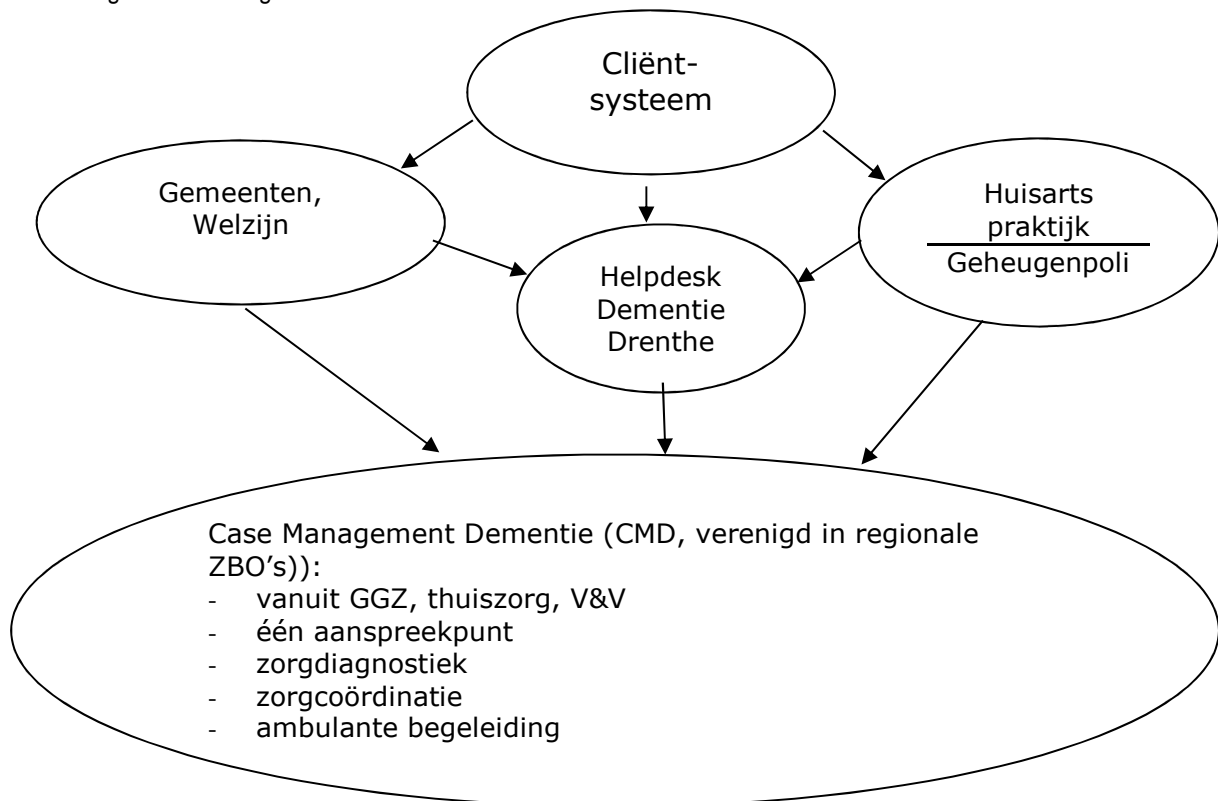 Cliënt-
systeem
Gemeenten,
Welzijn
Huisarts
praktijk
Geheugenpoli
Helpdesk
Dementie
Drenthe
Case Management Dementie (CMD, verenigd in regionale
ZBO’s)):
- vanuit GGZ, thuiszorg, V&V
- één aanspreekpunt
- zorgdiagnostiek
- zorgcoördinatie
- ambulante begeleiding